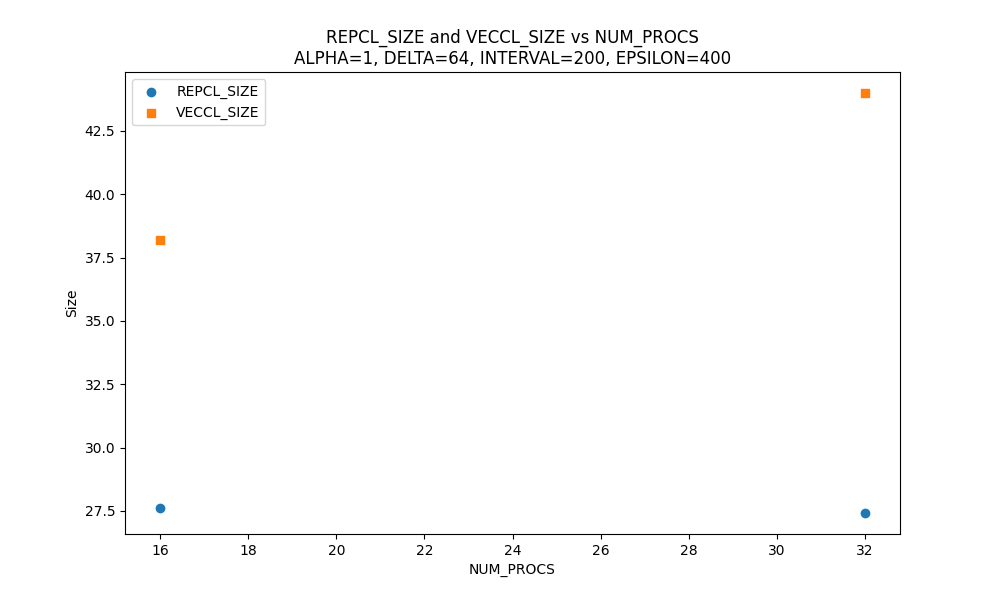 REPCL_SIZE and VECCL_SIZE vs NUM_PROCS
ALPHA=1, DELTA=64, INTERVAL=200, EPSILON=400
REPCL_SIZE
VECCL_SIZE
42.5
40.0
37.5
35.0
32.5
30.0
27.5
Size
16 18 20 22 24 26 28 30 32
NUM_PROCS